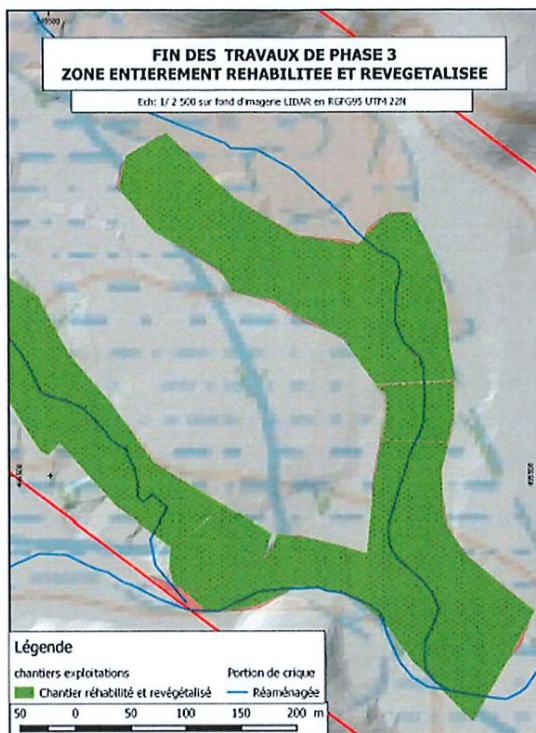 FIN DES TRAVAUX DE PHASE 3
ZONE ENTIEREMENT REHABILITEE ET REVEGETALISEE
Ech: 1/ 2 500 sur fond d'imagerie LIDAR en RGFG95 UTM 22N
Légende
chantiers exploitations
Chantier réhabilité et revégétalisé
Portion de crique
Réaménagée
50 0 50 100 150 200 m